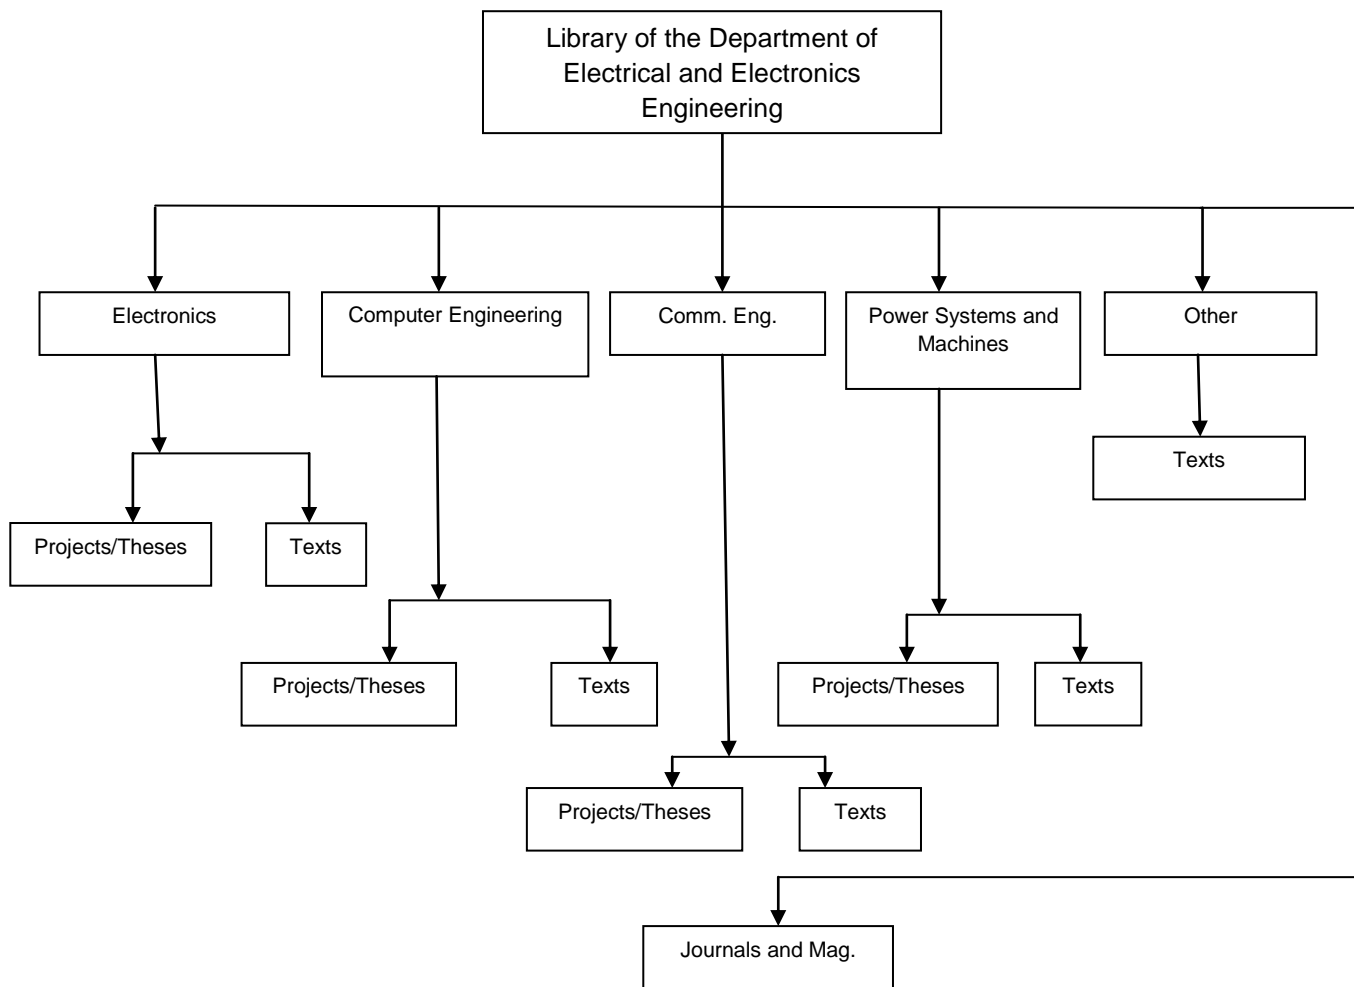 Library of the Department of
Electrical and Electronics
Engineering
Electronics
Computer Engineering
Comm. Eng.
Power Systems and
Machines
Other
Texts
Projects/Theses
Texts
Projects/Theses
Texts
Projects/Theses
Texts
Projects/Theses
Texts
Journals and Mag.